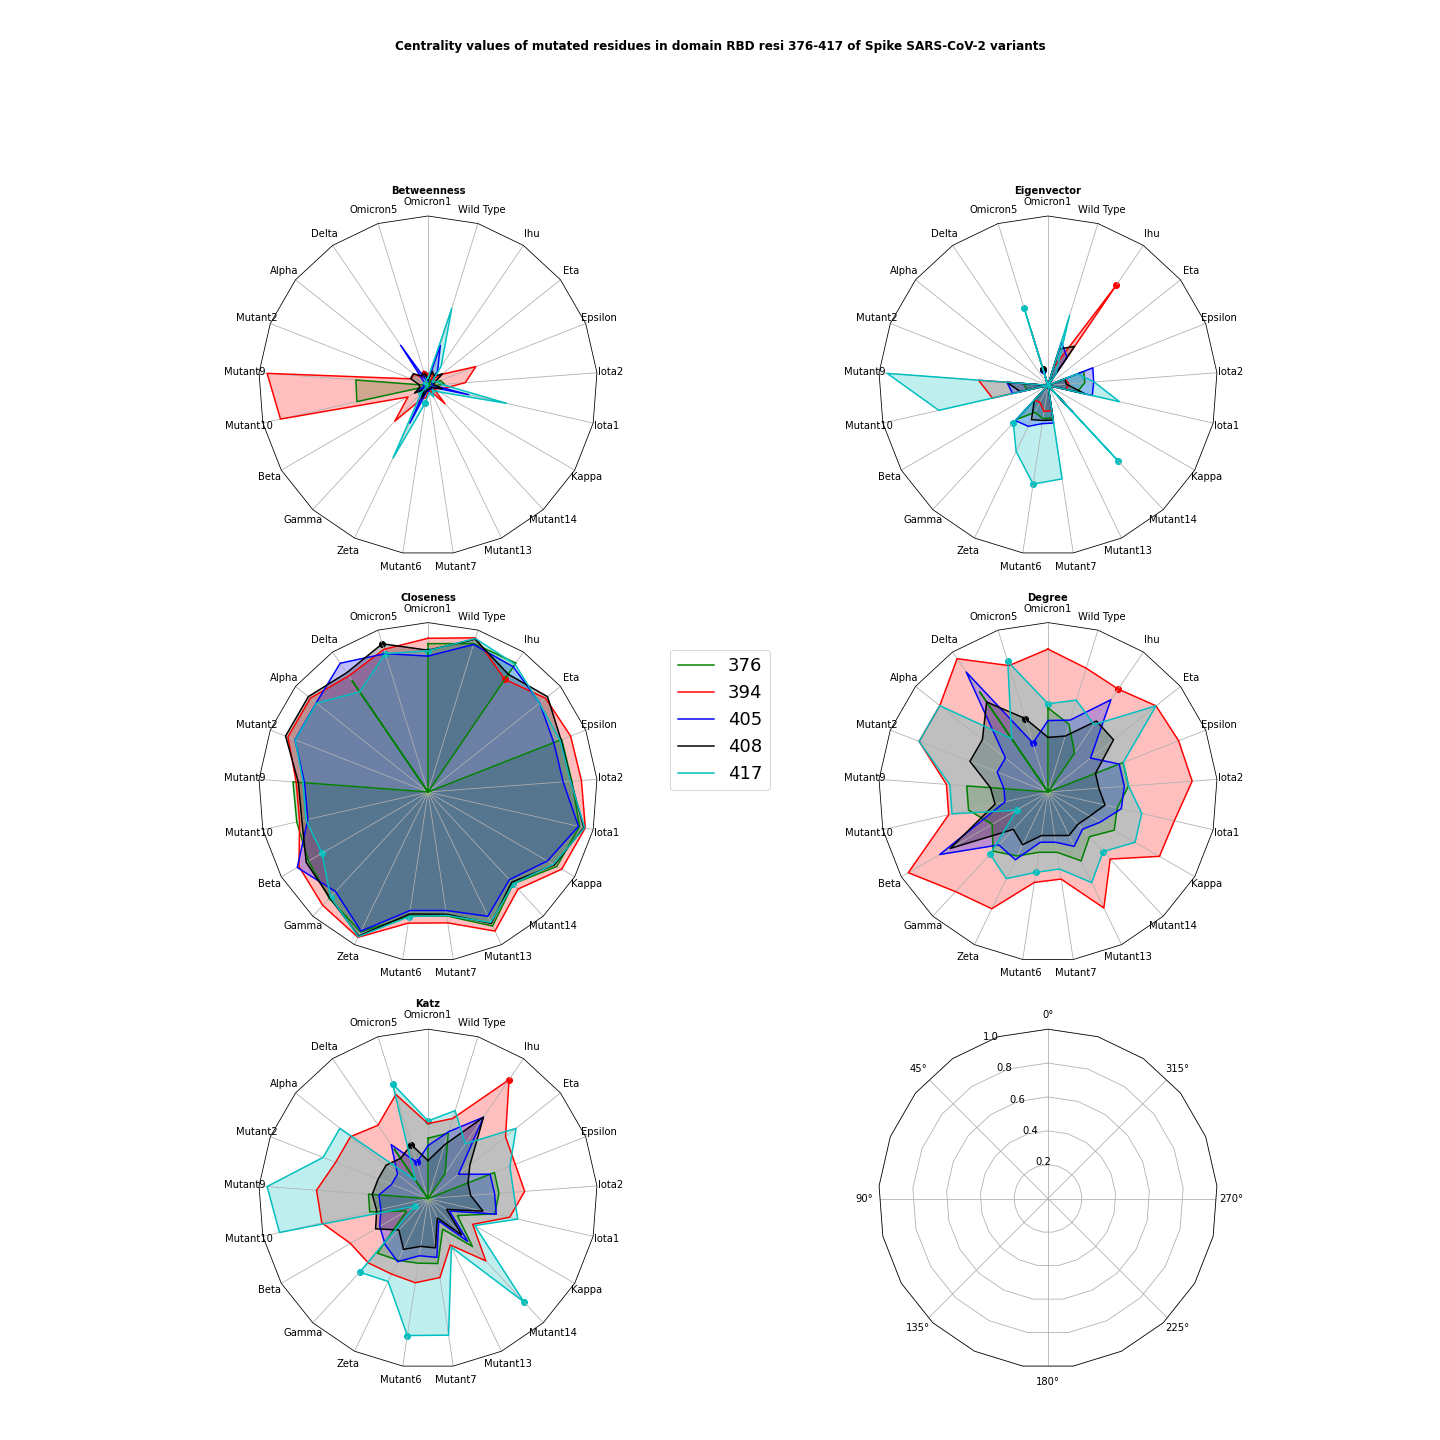 Centrality values of mutated residues in domain RBD resi 376-417 of Spike SARS-CoV-2 variants
Betweenness
Omicron1
Omicron5 Wild Type
Delta Ihu
Alpha Eta
Mutant2 Epsilon
Mutant9 Iota2
Mutant10 Iota1
Beta Kappa
Gamma Mutant14
Zeta Mutant13
Mutant6 Mutant7
Eigenvector
Omicron1
Omicron5 Wild Type
Delta Ihu
Alpha Eta
Mutant2 Epsilon
Mutant9 Iota2
Mutant10 Iota1
Beta Kappa
Gamma Mutant14
Zeta Mutant13
Mutant6 Mutant7
Closeness
Omicron1
Omicron5 Wild Type
Delta Ihu
Alpha Eta
Mutant2 Epsilon
Mutant9 Iota2
Mutant10 Iota1
Beta Kappa
Gamma Mutant14
Zeta Mutant13
Mutant6 Mutant7
376
394
405
408
417
Degree
Omicron1
Omicron5 Wild Type
Delta Ihu
Alpha Eta
Mutant2 Epsilon
Mutant9 Iota2
Mutant10 Iota1
Beta Kappa
Gamma Mutant14
Zeta Mutant13
Mutant6 Mutant7
Katz
Omicron1
Omicron5 Wild Type
Delta Ihu
Alpha Eta
Mutant2 Epsilon
Mutant9 Iota2
Mutant10 Iota1
Beta Kappa
Gamma Mutant14
Zeta Mutant13
Mutant6 Mutant7
0°
1.0
0.8
45° 315°
0.6
0.4
0.2
90° 270°
135° 225°
180°